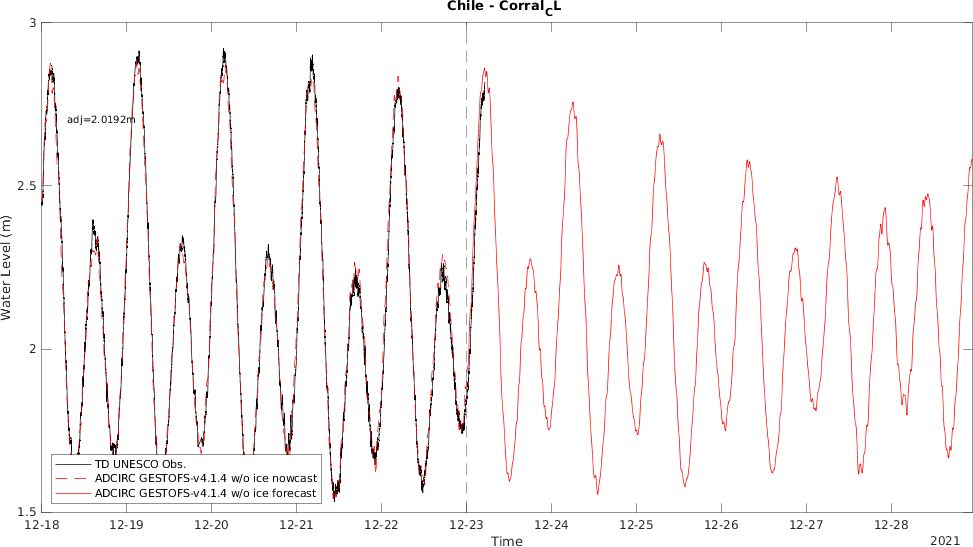 Chile - Corral_CL
3
adj=2.0192m
2.5
Water Level (m)
2
TD UNESCO Obs.
ADCIRC GESTOFS-v4.1.4 w/o ice nowcast
ADCIRC GESTOFS-v4.1.4 w/o ice forecast
1.5
12-18 12-19 12-20 12-21 12-22 12-23 12-24 12-25 12-26 12-27 12-28
Time
2021